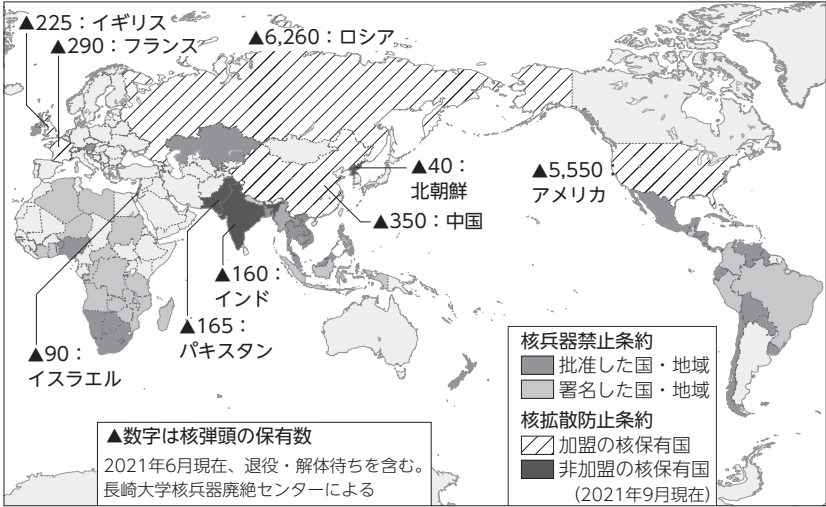 ▲225：イギリス
▲290：フランス
▲6,260：ロシア
▲40：
北朝鮮
▲5,550：
アメリカ
▲350：中国
▲160：
インド
▲165：
パキスタン
▲90：
イスラエル
▲数字は核弾頭の保有数
2021年6月現在、退役・解体待ちを含む。
長崎大学核兵器廃絶センターによる
核兵器禁止条約
批准した国・地域
署名した国・地域
核拡散防止条約
加盟の核保有国
非加盟の核保有国
（2021年9月現在）